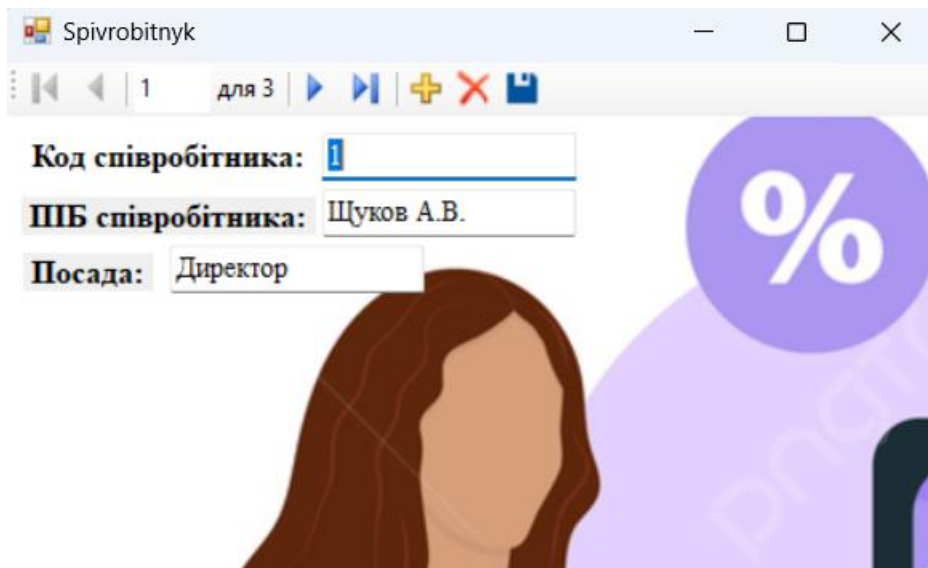 Spivrobitnyk
1 для 3
Код співробітника: 1
ПІБ співробітника: Щуков А.В.
Посада: Директор
%